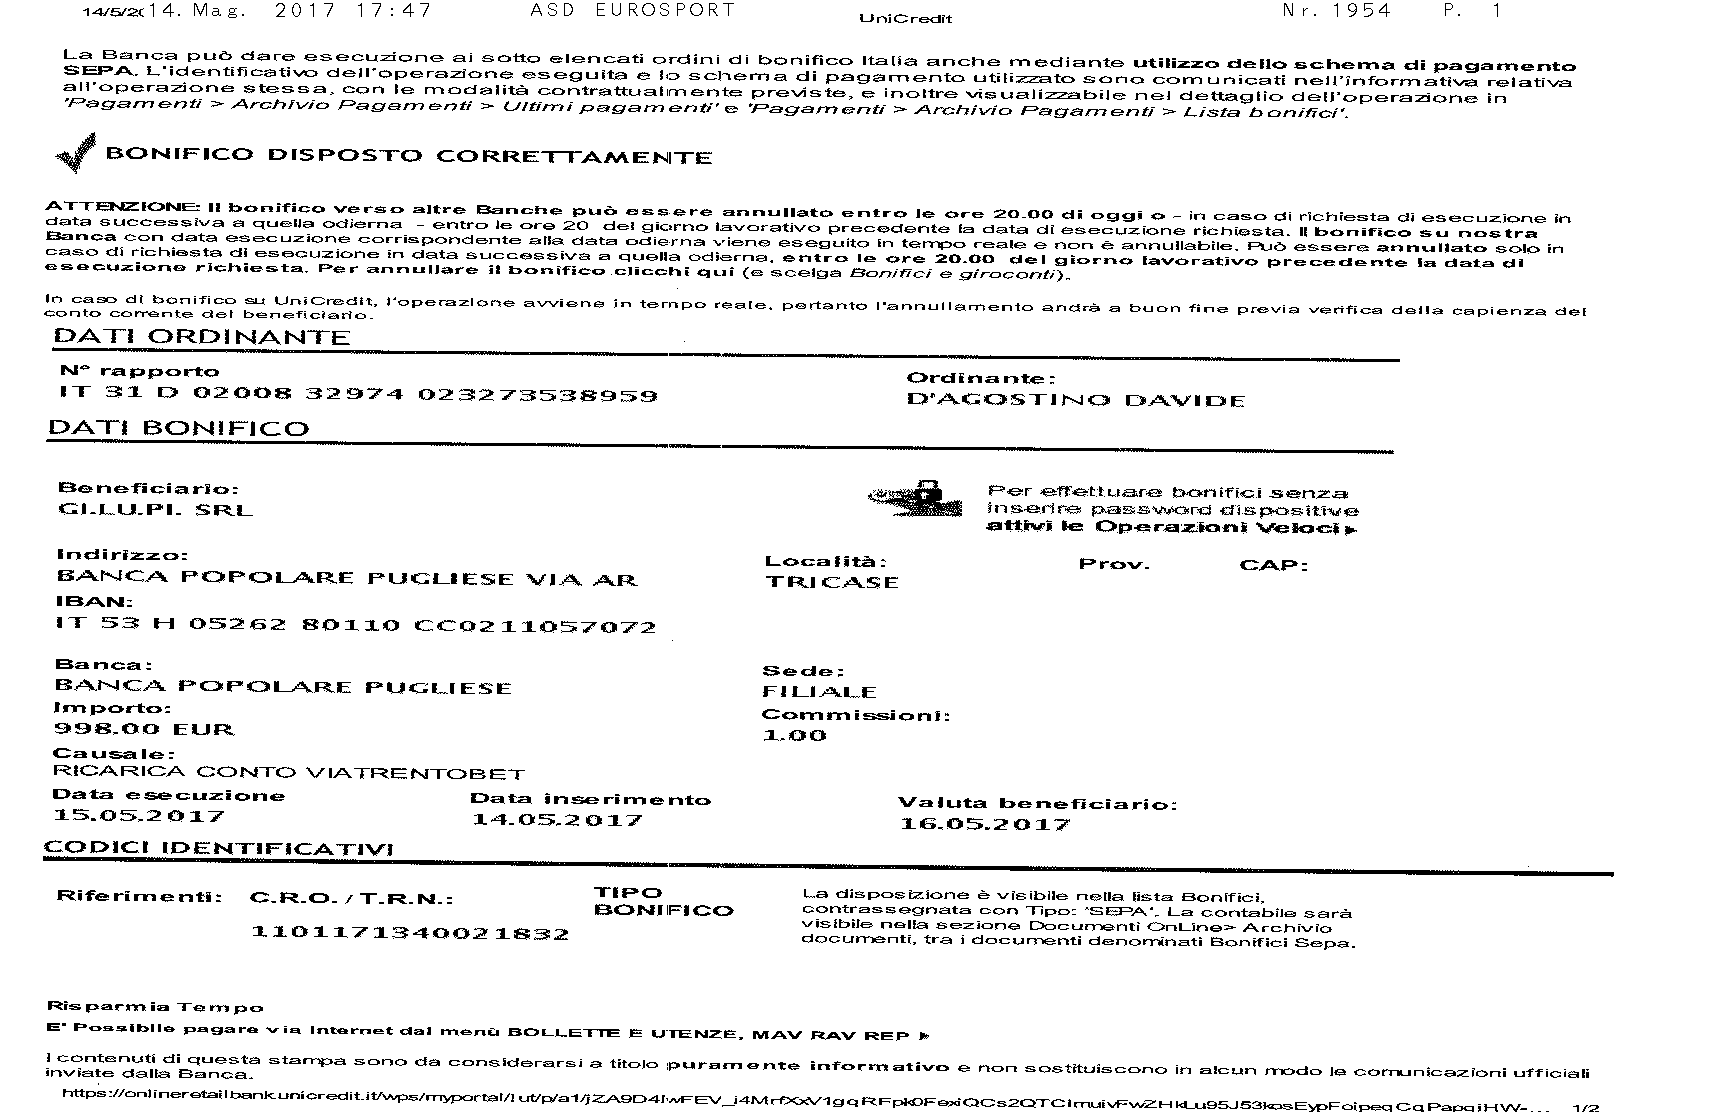 14/5/2(14. Mag. 2017 17:47 ASD EUROSPORT UniCredit Nr. 1954 P. 1
La Banca può dare esecuzione ai sotto elencati ordini di bonifico Italia anche mediante utilizzo dello schema di pagamento
SEPA. L'identificativo dell'operazione eseguita e lo schema di pagamento utilizzato sono comunicati nell'informativa relativa
all'operazione stessa, con le modalità contrattualmente previste, e inoltre visualizzabile nel dettaglio dell'operazione in
'Pagamenti > Archivio Pagamenti > Ultimi pagamenti' e 'Pagamenti > Archivio Pagamenti > Lista bonifici'.
BONIFICO DISPOSTO CORRETTAMENTE
ATTENZIONE: Il bonifico verso altre Banche può essere annullato entro le ore 20.00 di oggi o - in caso di richiesta di esecuzione in
data successiva a quella odierna - entro le ore 20 del giorno lavorativo precedente la data di esecuzione richiesta. Il bonifico su nostra
Banca con data esecuzione corrispondente alla data odierna viene eseguito in tempo reale e non è annullabile. Può essere annullato solo in
caso di richiesta di esecuzione in data successiva a quella odierna, entro le ore 20.00 del giorno lavorativo precedente la data di
esecuzione richiesta. Per annullare il bonifico clicchi qui (e scelga Bonifici e giroconti).
In caso di bonifico su UniCredit, l'operazione avviene in tempo reale, pertanto l'annullamento andrà a buon fine previa verifica della capienza del
conto corrente del beneficiario.
DATI ORDINANTE
N° rapporto Ordinante:
IT 31 D 02008 32974 023273538959 D'AGOSTINO DAVIDE
DATI BONIFICO
Beneficiario:
GI.LU.PI. SRL
Per effettuare bonifici senza
inserire password dispositive
attivi le Operazioni Veloci
Indirizzo: Località: Prov. CAP:
BANCA POPOLARE PUGLIESE VIA AR TRICASE
IBAN:
IT 53 H 05262 80110 CC0211057072
Banca: Sede:
BANCA POPOLARE PUGLIESE FILIALE
Importo: Commissioni:
998.00 EUR 1.00
Causale:
RICARICA CONTO VIATRENTOBET
Data esecuzione Data inserimento Valuta beneficiario:
15.05.2017 14.05.2017 16.05.2017
CODICI IDENTIFICATIVI
Riferimenti: C.R.O. / T.R.N.: TIPO
BONIFICO
1101171340021832
La disposizione è visibile nella lista Bonifici,
contrassegnata con Tipo: 'SEPA'. La contabile sarà
visibile nella sezione Documenti OnLine> Archivio
documenti, tra i documenti denominati Bonifici Sepa.
Risparmia Tempo
E' Possibile pagare via Internet dal menù BOLLETTE E UTENZE, MAV RAV REP
I contenuti di questa stampa sono da considerarsi a titolo puramente informativo e non sostituiscono in alcun modo le comunicazioni ufficiali
inviate dalla Banca.
1/2